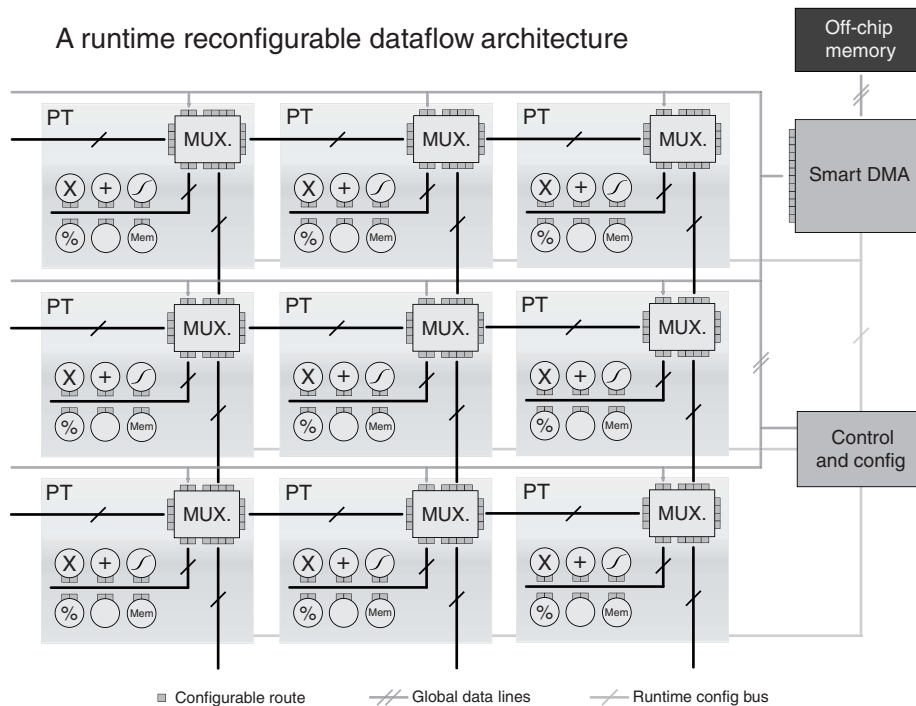 A runtime reconfigurable dataflow architecture
Off-chip
memory
PT
MUX.
PT
MUX.
PT
MUX.
Smart DMA
X + 
% Mem
X + 
% Mem
X + 
% Mem
PT
MUX.
PT
MUX.
PT
MUX.
X + 
% Mem
X + 
% Mem
X + 
% Mem
Control
and config
PT
MUX.
PT
MUX.
PT
MUX.
X + 
% Mem
X + 
% Mem
X + 
% Mem
Configurable route
Global data lines
Runtime config bus